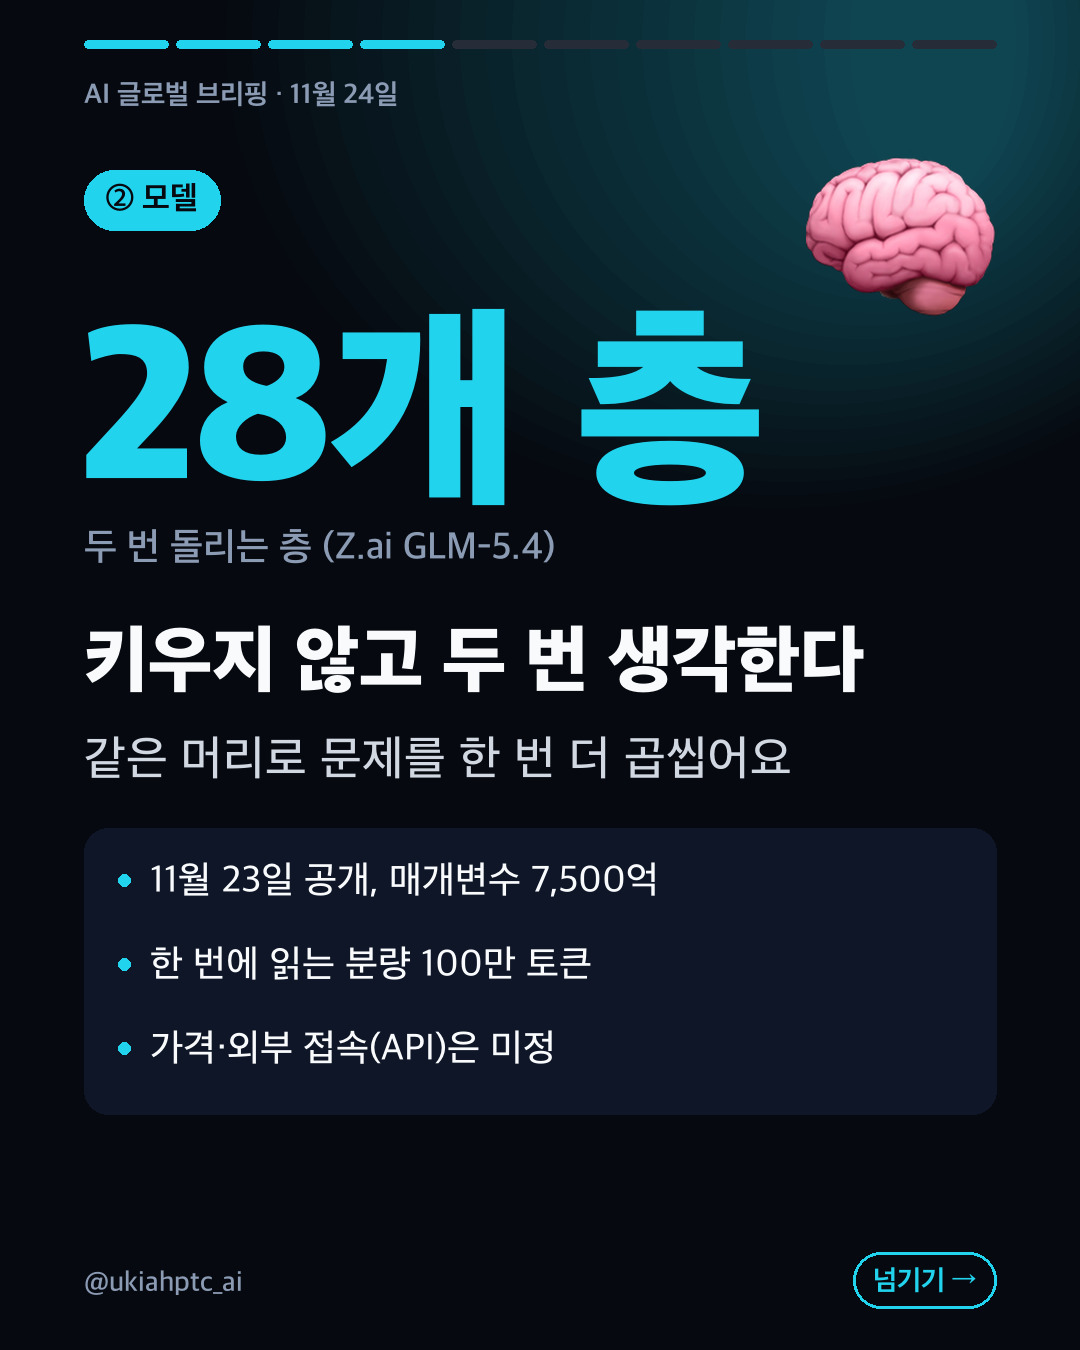 AI 글로벌 브리핑 · 11월 24일
② 모델
28개 층
두 번 돌리는 층 (Z.ai GLM-5.4)
키우지 않고 두 번 생각한다
같은 머리로 문제를 한 번 더 곱씹어요
• 11월 23일 공개, 매개변수 7,500억
• 한 번에 읽는 분량 100만 토큰
• 가격·외부 접속(API)은 미정
@ukiahptc_ai
넘기기 →